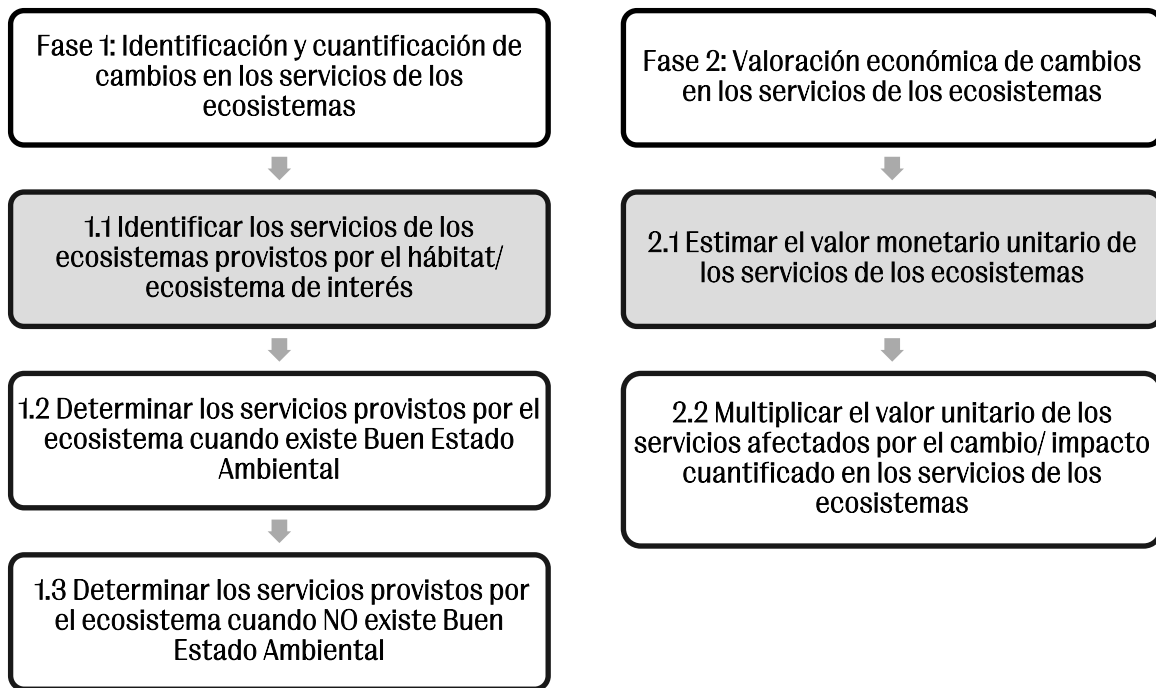 Fase 1: Identificación y cuantificación de
cambios en los servicios de los
ecosistemas
1.1 Identificar los servicios de los
ecosistemas provistos por el hábitat/
ecosistema de interés
1.2 Determinar los servicios provistos por el
ecosistema cuando existe Buen Estado
Ambiental
1.3 Determinar los servicios provistos por
el ecosistema cuando NO existe Buen
Estado Ambiental
Fase 2: Valoración económica de cambios
en los servicios de los ecosistemas
2.1 Estimar el valor monetario unitario de
los servicios de los ecosistemas
2.2 Multiplicar el valor unitario de los
servicios afectados por el cambio/ impacto
cuantificado en los servicios de los
ecosistemas